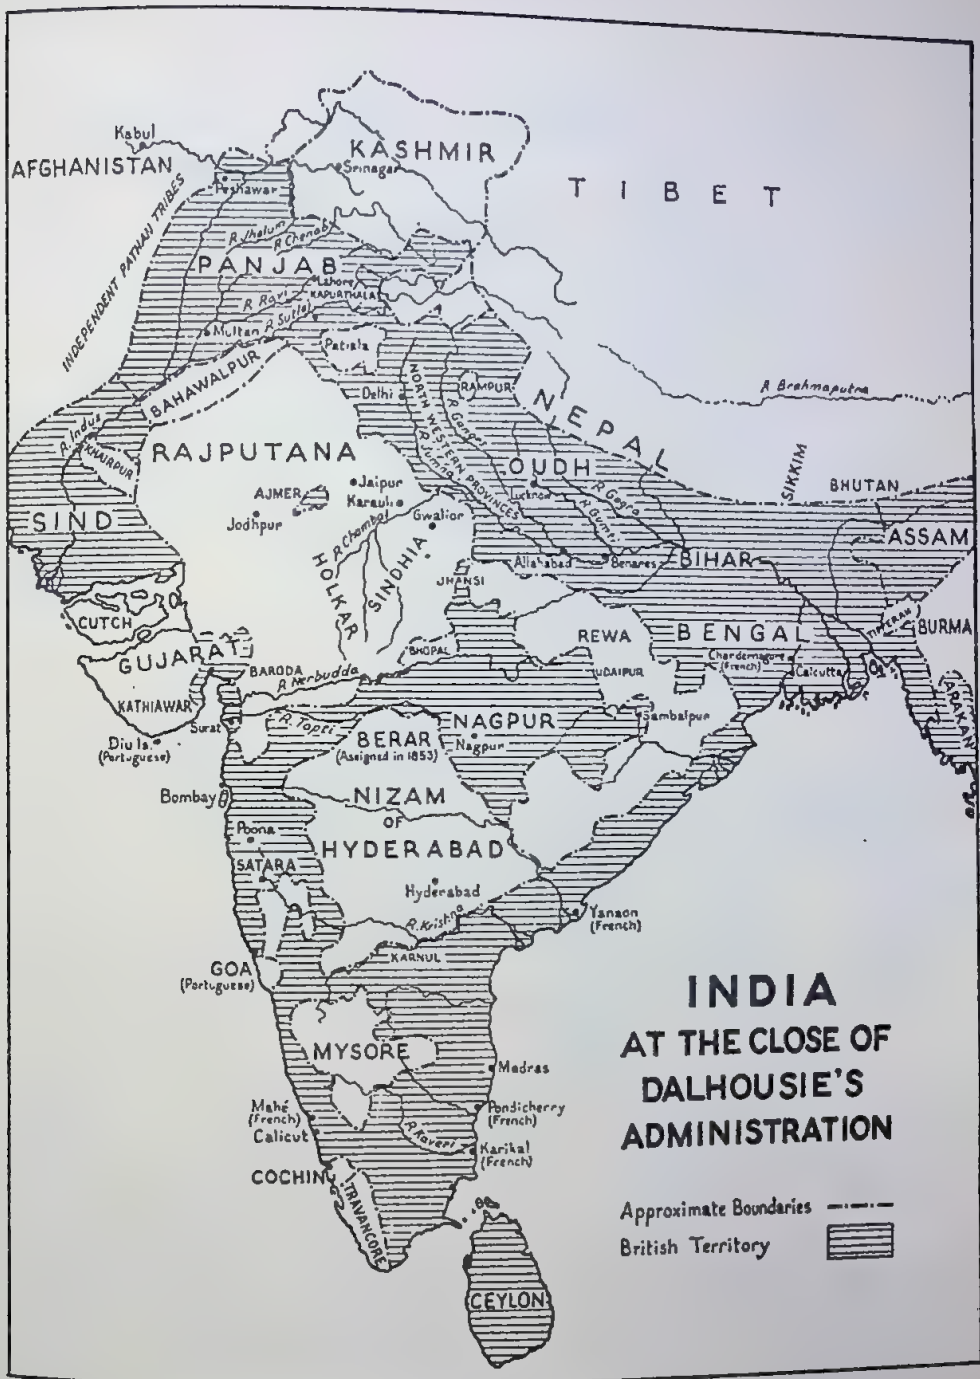 Kabul
AFGHANISTAN
KASHMIR
Srinagar
Peshawar
TIBET
INDEPENDENT PATHAN TRIBES
R. Jhelum
R. Chenab
PANJAB
Lahore
KAPURTHALA
R. Ravi
R. Sutlej
Multan
Patiala
BAHAWALPUR
Delhi
NORTH WESTERN PROVINCES
RAMPUR
R. Ganges
R. Jumna
NEPAL
R. Brahmaputra
R. Indus
KHAIRPUR
RAJPUTANA
OUDH
Lucknow
R. Gogra
R. Gumti
SIKKIM
BHUTAN
AJMER
Jaipur
Karauli
Jodhpur
Gwalior
SIND
ASSAM
R. Chambal
HOLKAR
SINDHIA
JHANSI
Allahabad
Benares
BIHAR
CUTCH
TIPPERAH
BURMA
GUJARAT
BHOPAL
REWA
BENGAL
Chandernagore
(French)
Calcutta
BARODA
R. Nerbudda
UDAIPUR
KATHIAWAR
Surat
R. Tapti
NAGPUR
Nagpur
Sambalpur
ARAKAN
Diu Is.
(Portuguese)
BERAR
(Assigned in 1853)
Bombay
NIZAM
OF
HYDERABAD
Poona
SATARA
Hyderabad
R. Krishna
Yanaon
(French)
KARNUL
GOA
(Portuguese)
INDIA
AT THE CLOSE OF
DALHOUSIE'S
ADMINISTRATION
MYSORE
Madras
Mahé
(French)
Calicut
Pondicherry
(French)
R. Kaveri
Karikal
(French)
COCHIN
TRAVANCORE
CEYLON
Approximate Boundaries
British Territory